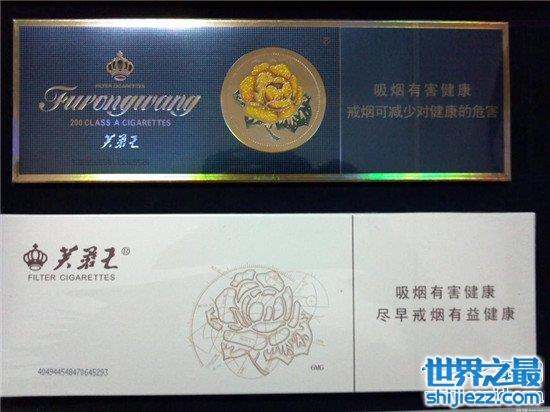 FILTER CIGARETTES
Furongwang
200 CLASS A CIGARETTES
芙蓉王
吸烟有害健康
戒烟可减少对健康的危害
芙蓉王®
FILTER CIGARETTES
吸烟有害健康
尽早戒烟有益健康
6MG
404944548470645293
世界之最
shijiezz.com